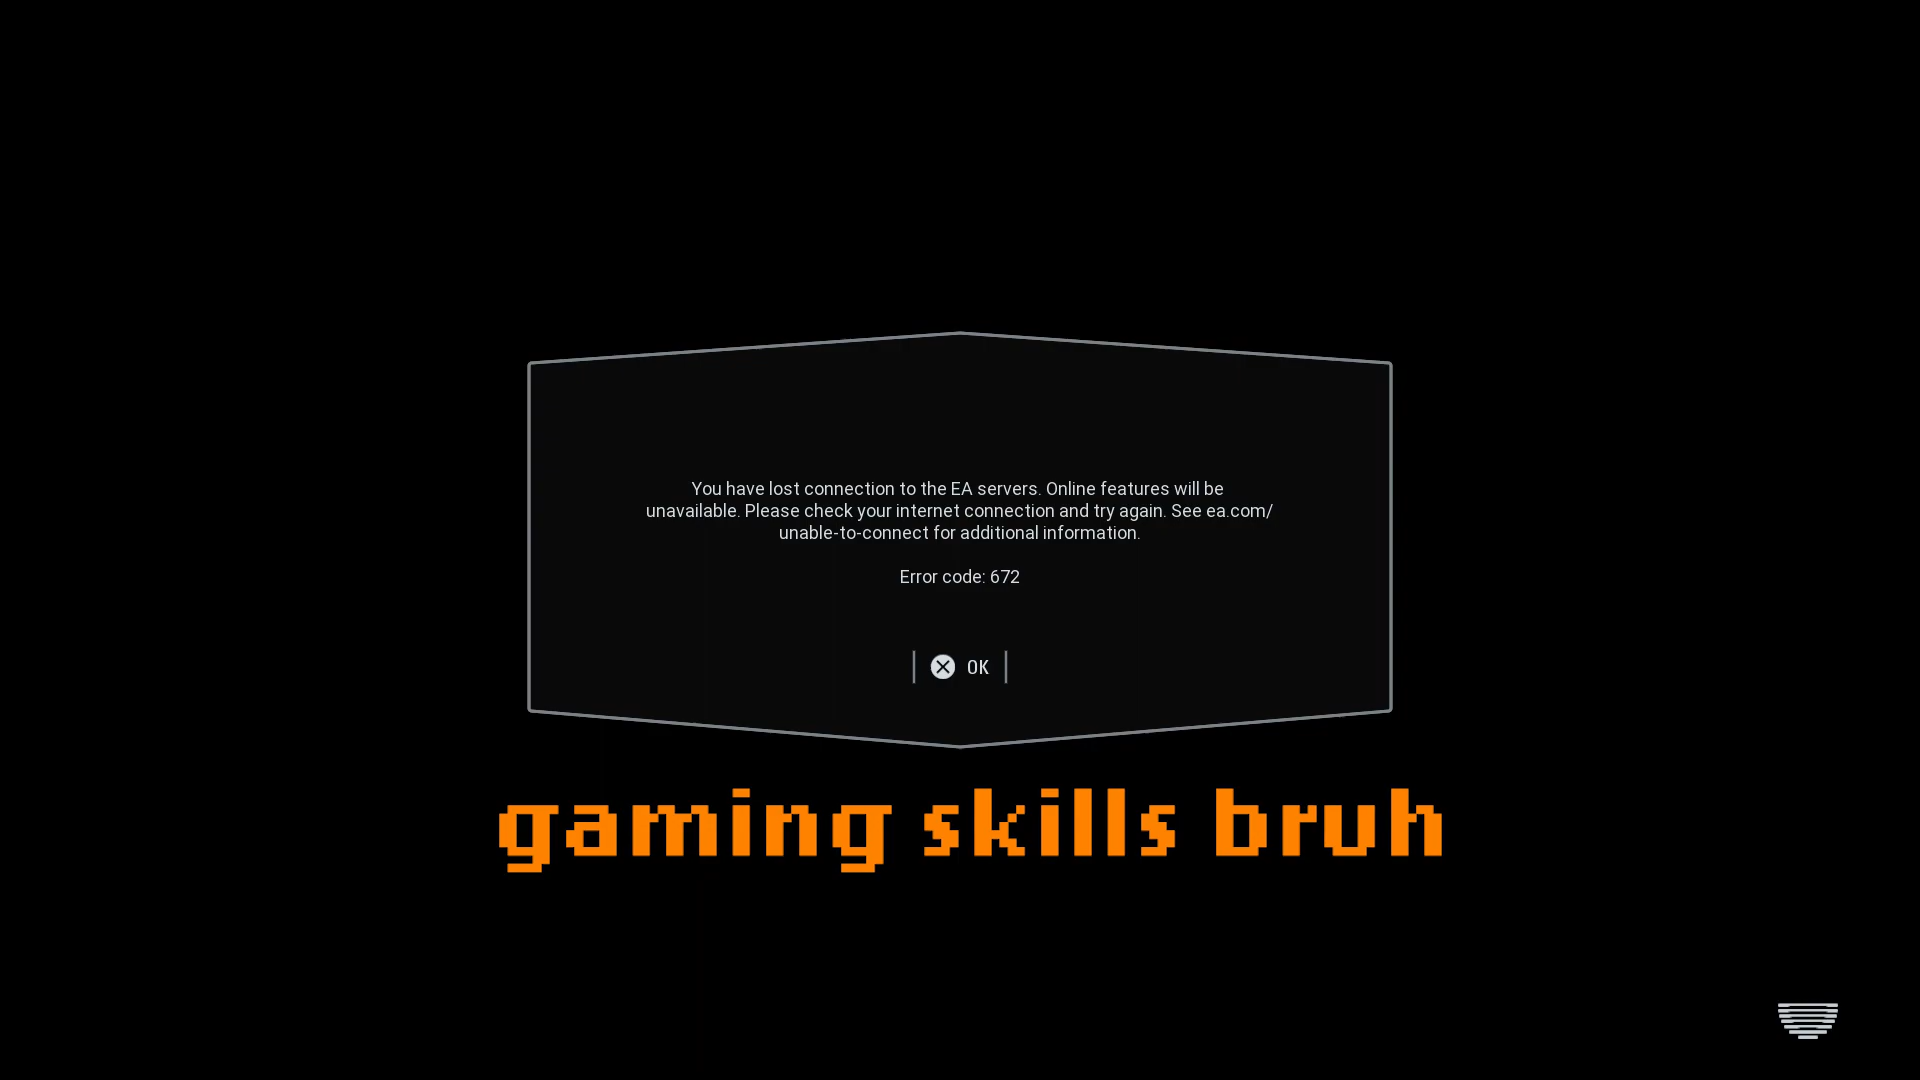 You have lost connection to the EA servers. Online features will be
unavailable. Please check your internet connection and try again. See ea.com/
unable-to-connect for additional information.
Error code: 672
OK
gaming skills bruh